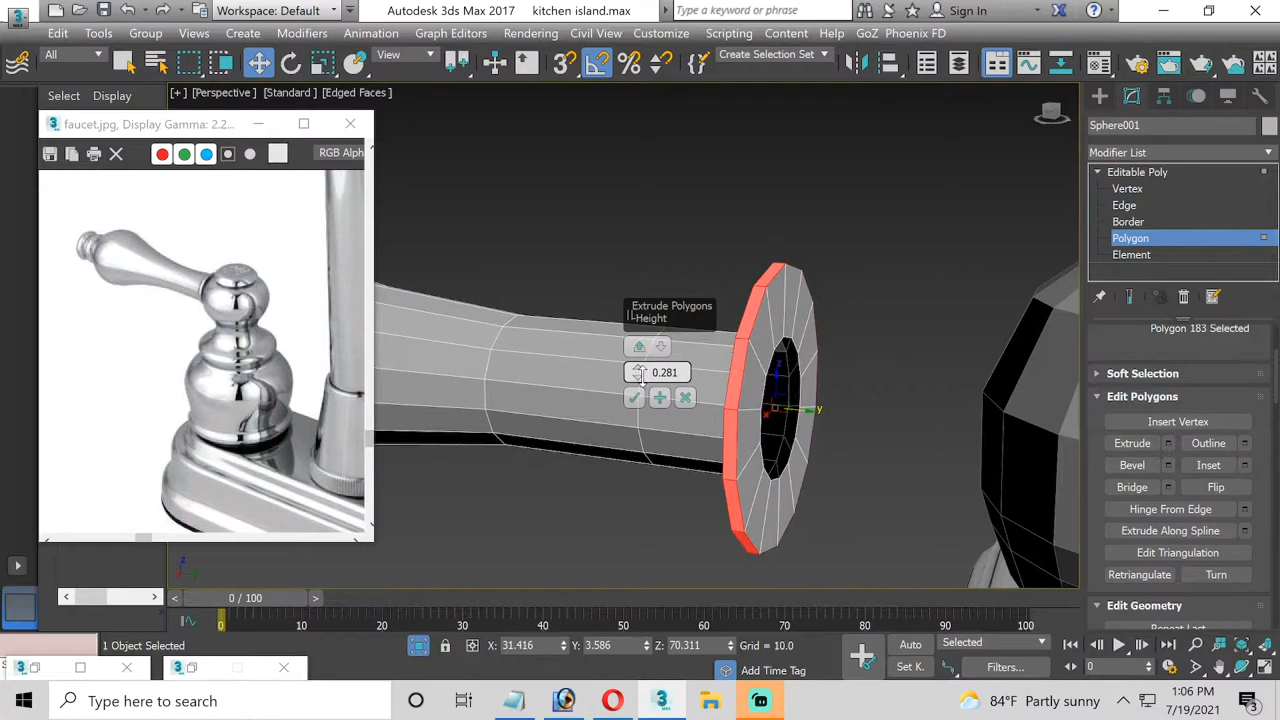 Workspace: Default
Autodesk 3ds Max 2017
kitchen island.max
Type a keyword or phrase
Sign In
Edit
Tools
Group
Views
Create
Modifiers
Animation
Graph Editors
Rendering
Civil View
Customize
Scripting
Content
Help
GoZ
Phoenix FD
All
View
Create Selection Set
Select
Display
[+] [Perspective] [Standard] [Edged Faces]
faucet.jpg, Display Gamma: 2.2...
RGB Alph
Sphere001
Modifier List
Editable Poly
Vertex
Edge
Border
Polygon
Element
Extrude Polygons
-Height
0.281
z
y
Polygon 183 Selected
Soft Selection
Edit Polygons
Insert Vertex
Extrude
Outline
Bevel
Inset
Bridge
Flip
Hinge From Edge
Extrude Along Spline
Edit Triangulation
Retriangulate
Turn
Edit Geometry
Repeat Last
z
y
0 / 100
0
10
20
30
40
50
60
70
80
90
100
1 Object Selected
X: 31.416
Y: 3.586
Z: 70.311
Grid = 10.0
Add Time Tag
Auto
Selected
Set K.
Filters...
0
Type here to search
84°F Partly sunny
1:06 PM
7/19/2021
3